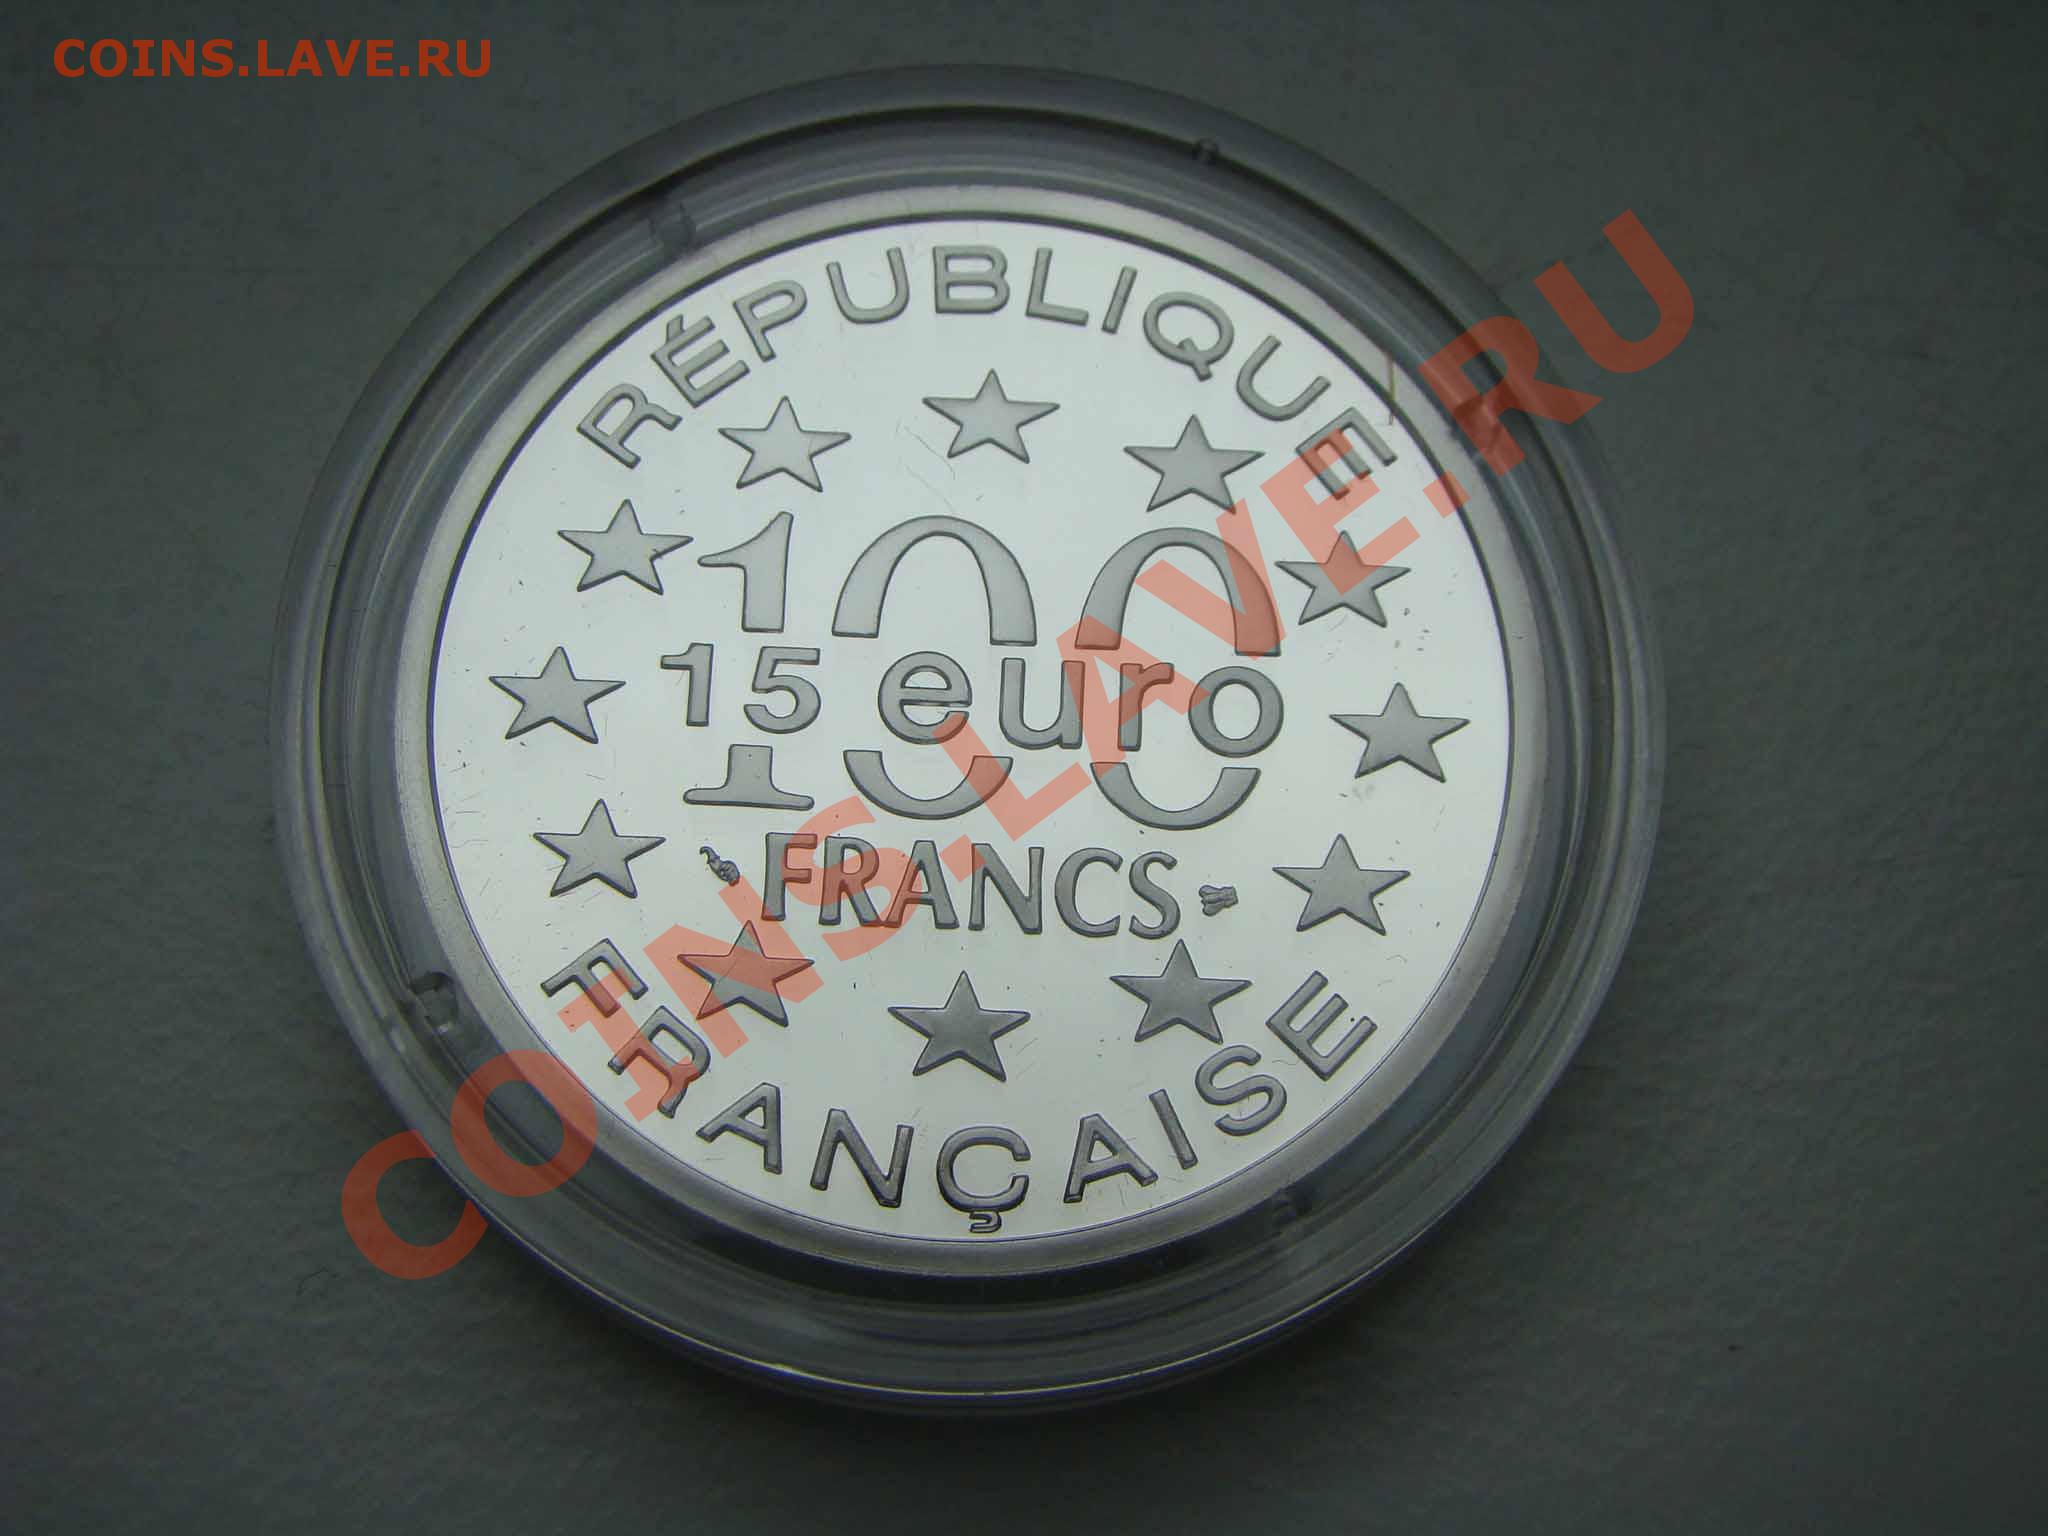 COINS.LAVE.RU
RÉPUBLIQUE
100
15 euro
FRANCS
FRANÇAISE
COINS.LAVE.RU